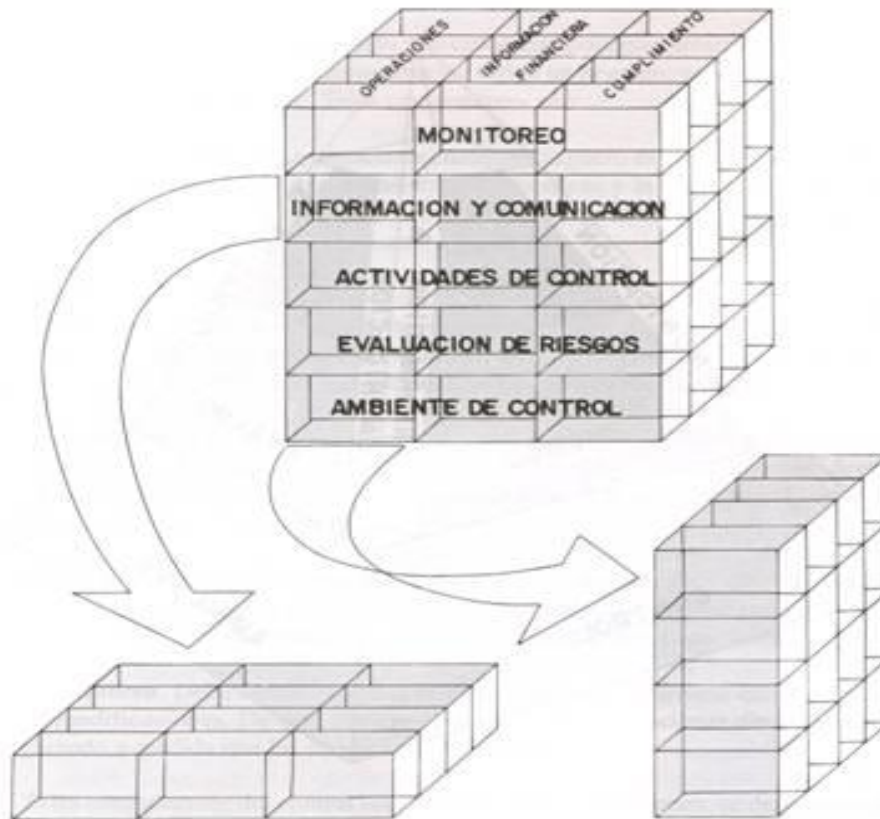 OPERACIONES
INFORMACION
FINANCIERA
CUMPLIMIENTO
MONITOREO
INFORMACION Y COMUNICACION
ACTIVIDADES DE CONTROL
EVALUACION DE RIESGOS
AMBIENTE DE CONTROL